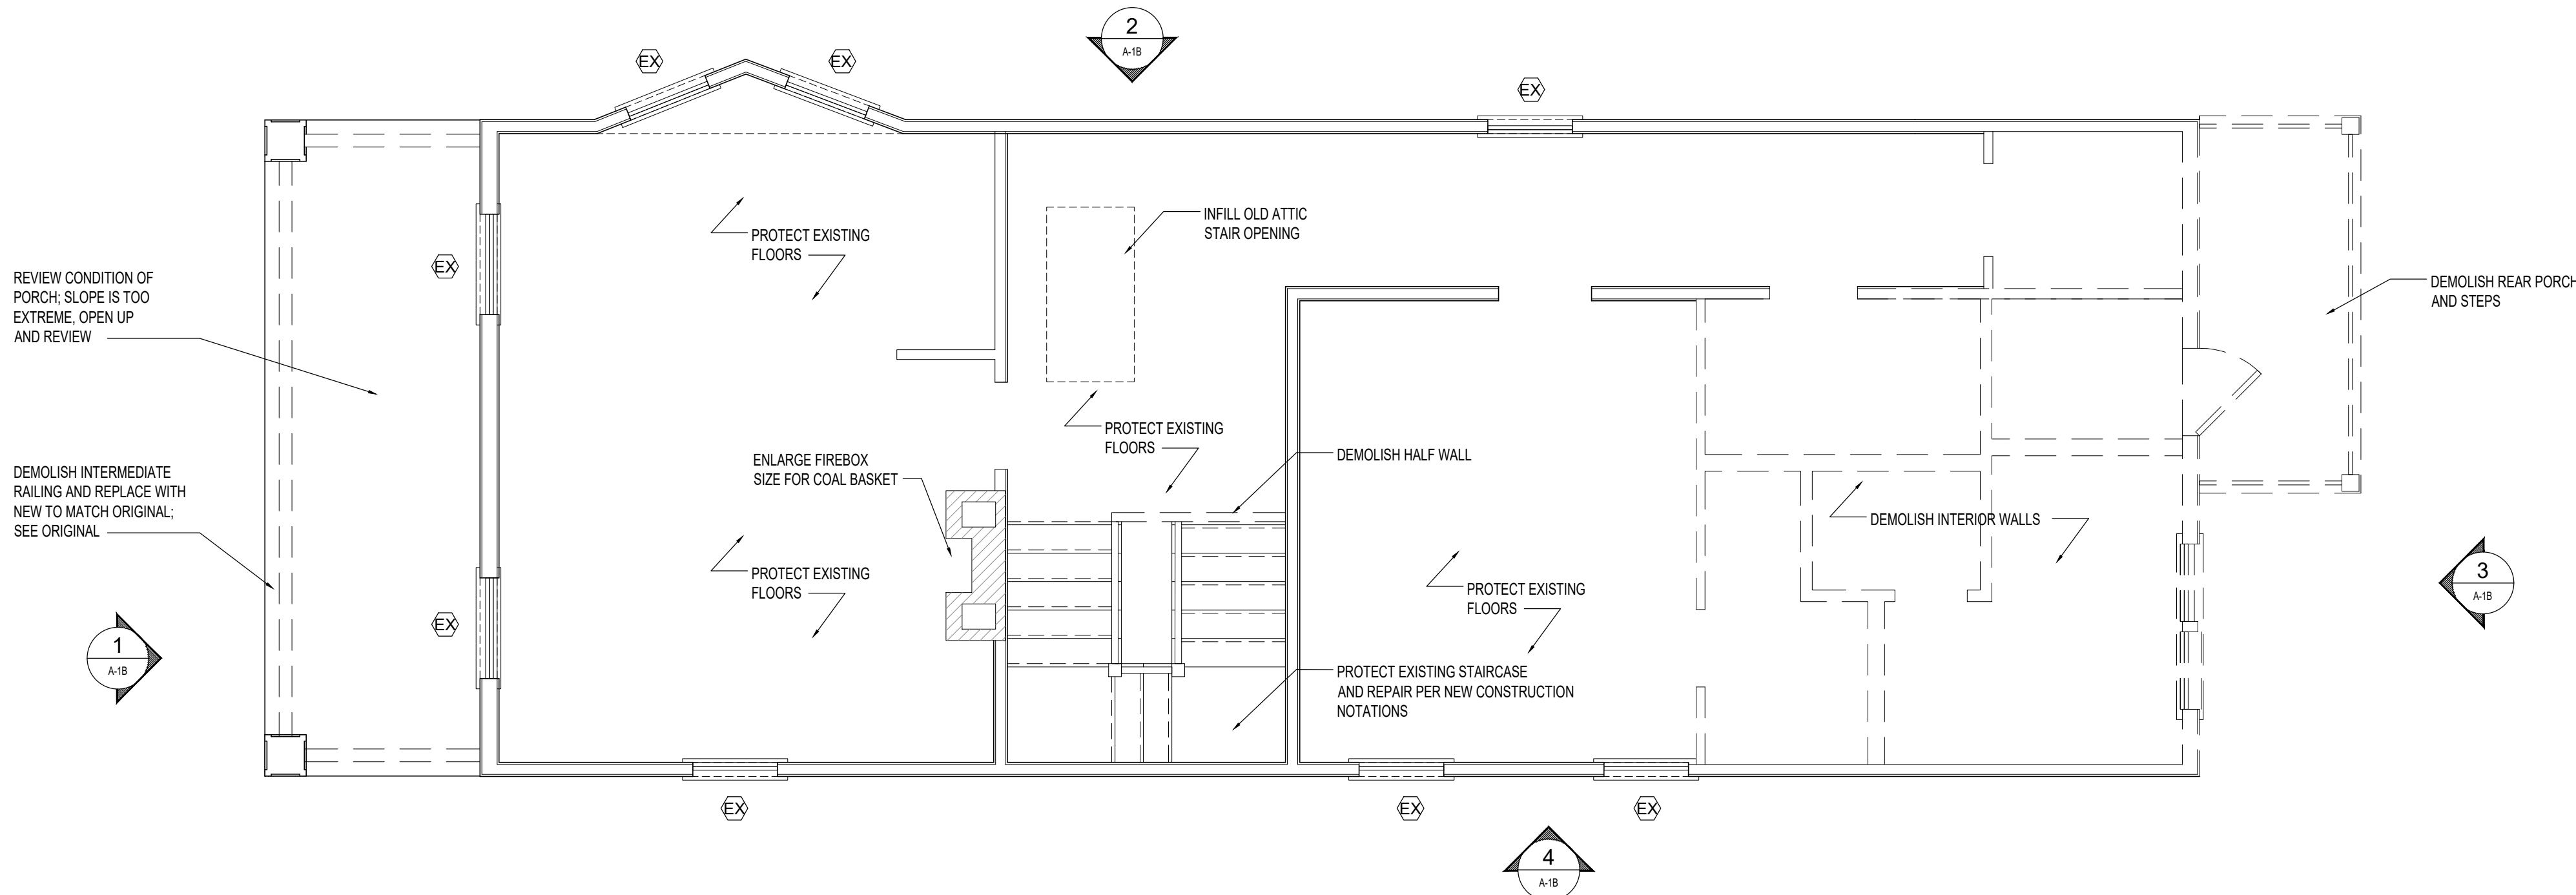 2
A-1B
EX
EX
EX
INFILL OLD ATTIC
STAIR OPENING
PROTECT EXISTING
FLOORS
EX
REVIEW CONDITION OF
PORCH; SLOPE IS TOO
EXTREME, OPEN UP
AND REVIEW
DEMOLISH REAR PORCH
AND STEPS
PROTECT EXISTING
FLOORS
DEMOLISH HALF WALL
ENLARGE FIREBOX
SIZE FOR COAL BASKET
DEMOLISH INTERMEDIATE
RAILING AND REPLACE WITH
NEW TO MATCH ORIGINAL;
SEE ORIGINAL
DEMOLISH INTERIOR WALLS
PROTECT EXISTING
FLOORS
PROTECT EXISTING
FLOORS
3
A-1B
EX
1
A-1B
PROTECT EXISTING STAIRCASE
AND REPAIR PER NEW CONSTRUCTION
NOTATIONS
EX
EX
EX
4
A-1B